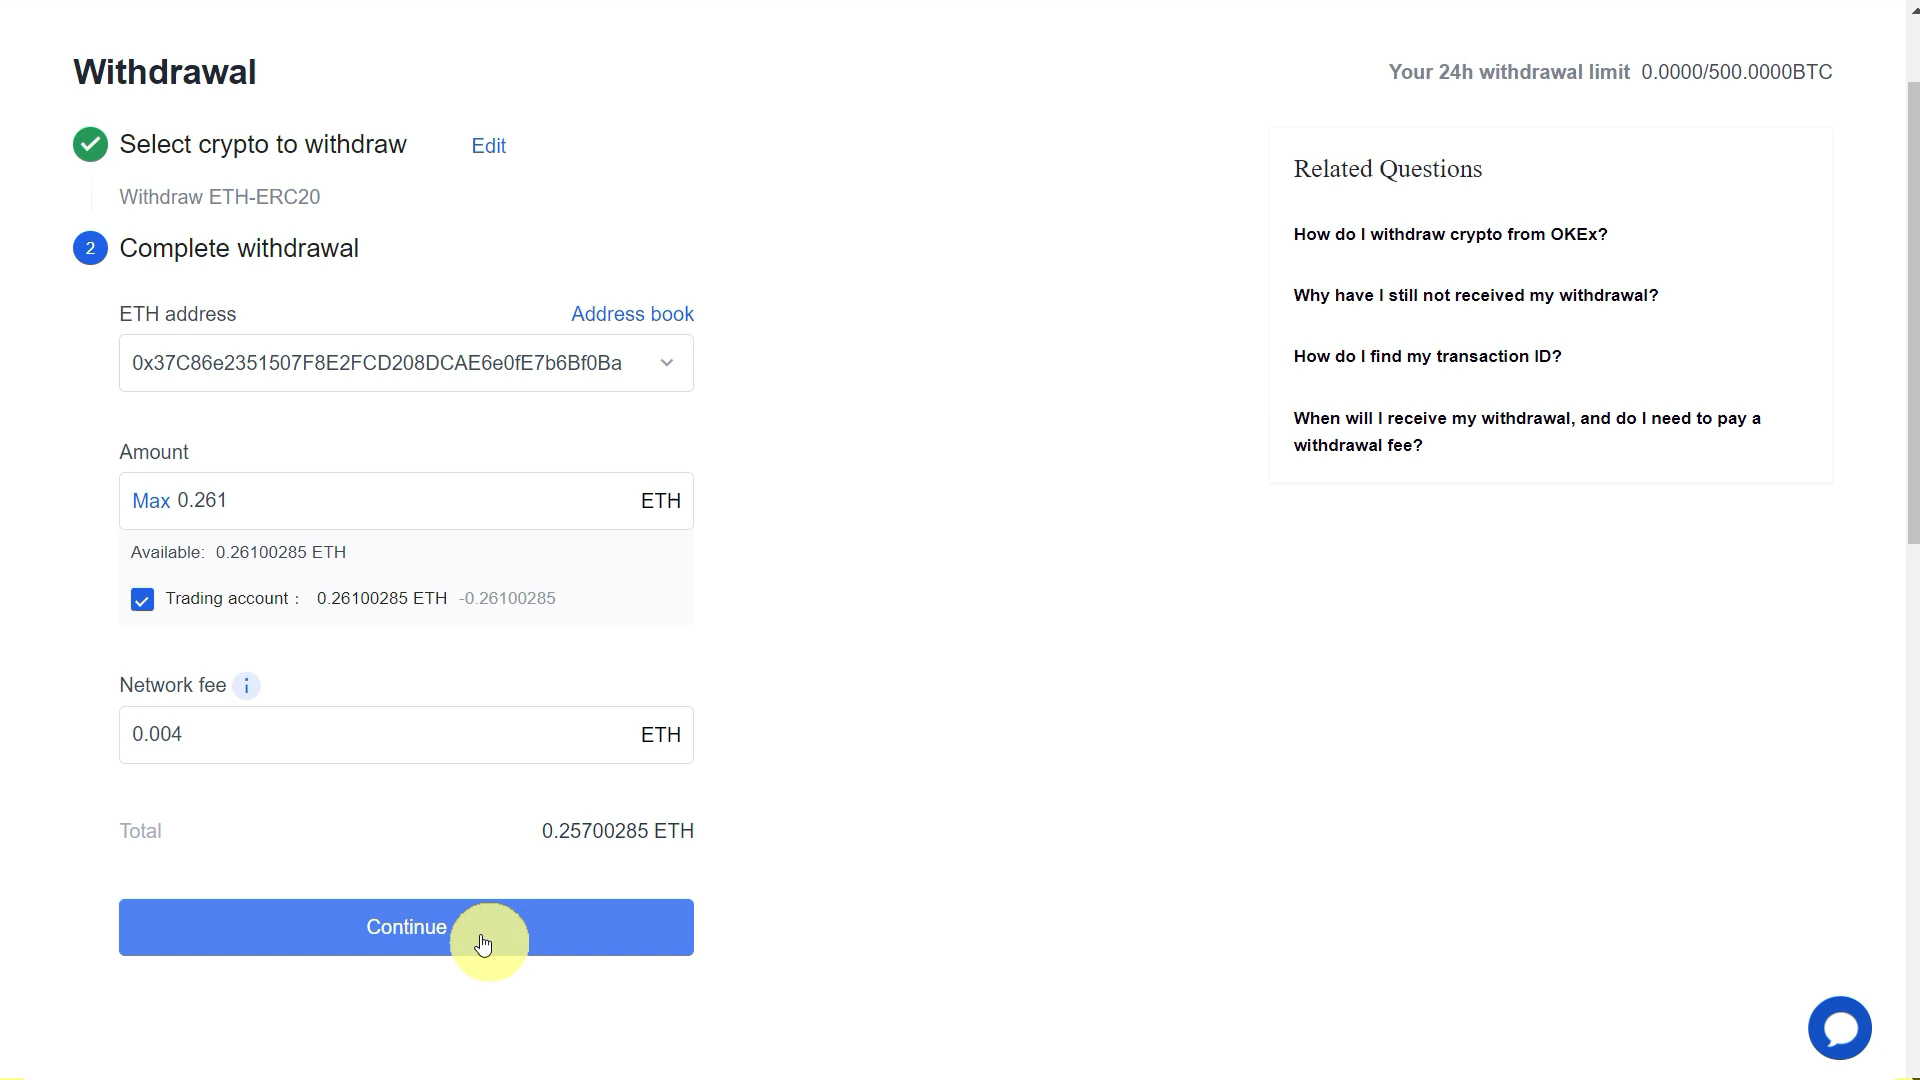 Withdrawal
Your 24h withdrawal limit 0.0000/500.0000BTC
Select crypto to withdraw Edit
Withdraw ETH-ERC20
2 Complete withdrawal
ETH address Address book
0x37C86e2351507F8E2FCD208DCAE6e0fE7b6Bf0Ba
Amount
Max 0.261 ETH
Available: 0.26100285 ETH
Trading account : 0.26100285 ETH -0.26100285
Network fee i
0.004 ETH
Total 0.25700285 ETH
Continue
Related Questions
How do I withdraw crypto from OKEx?
Why have I still not received my withdrawal?
How do I find my transaction ID?
When will I receive my withdrawal, and do I need to pay a
withdrawal fee?